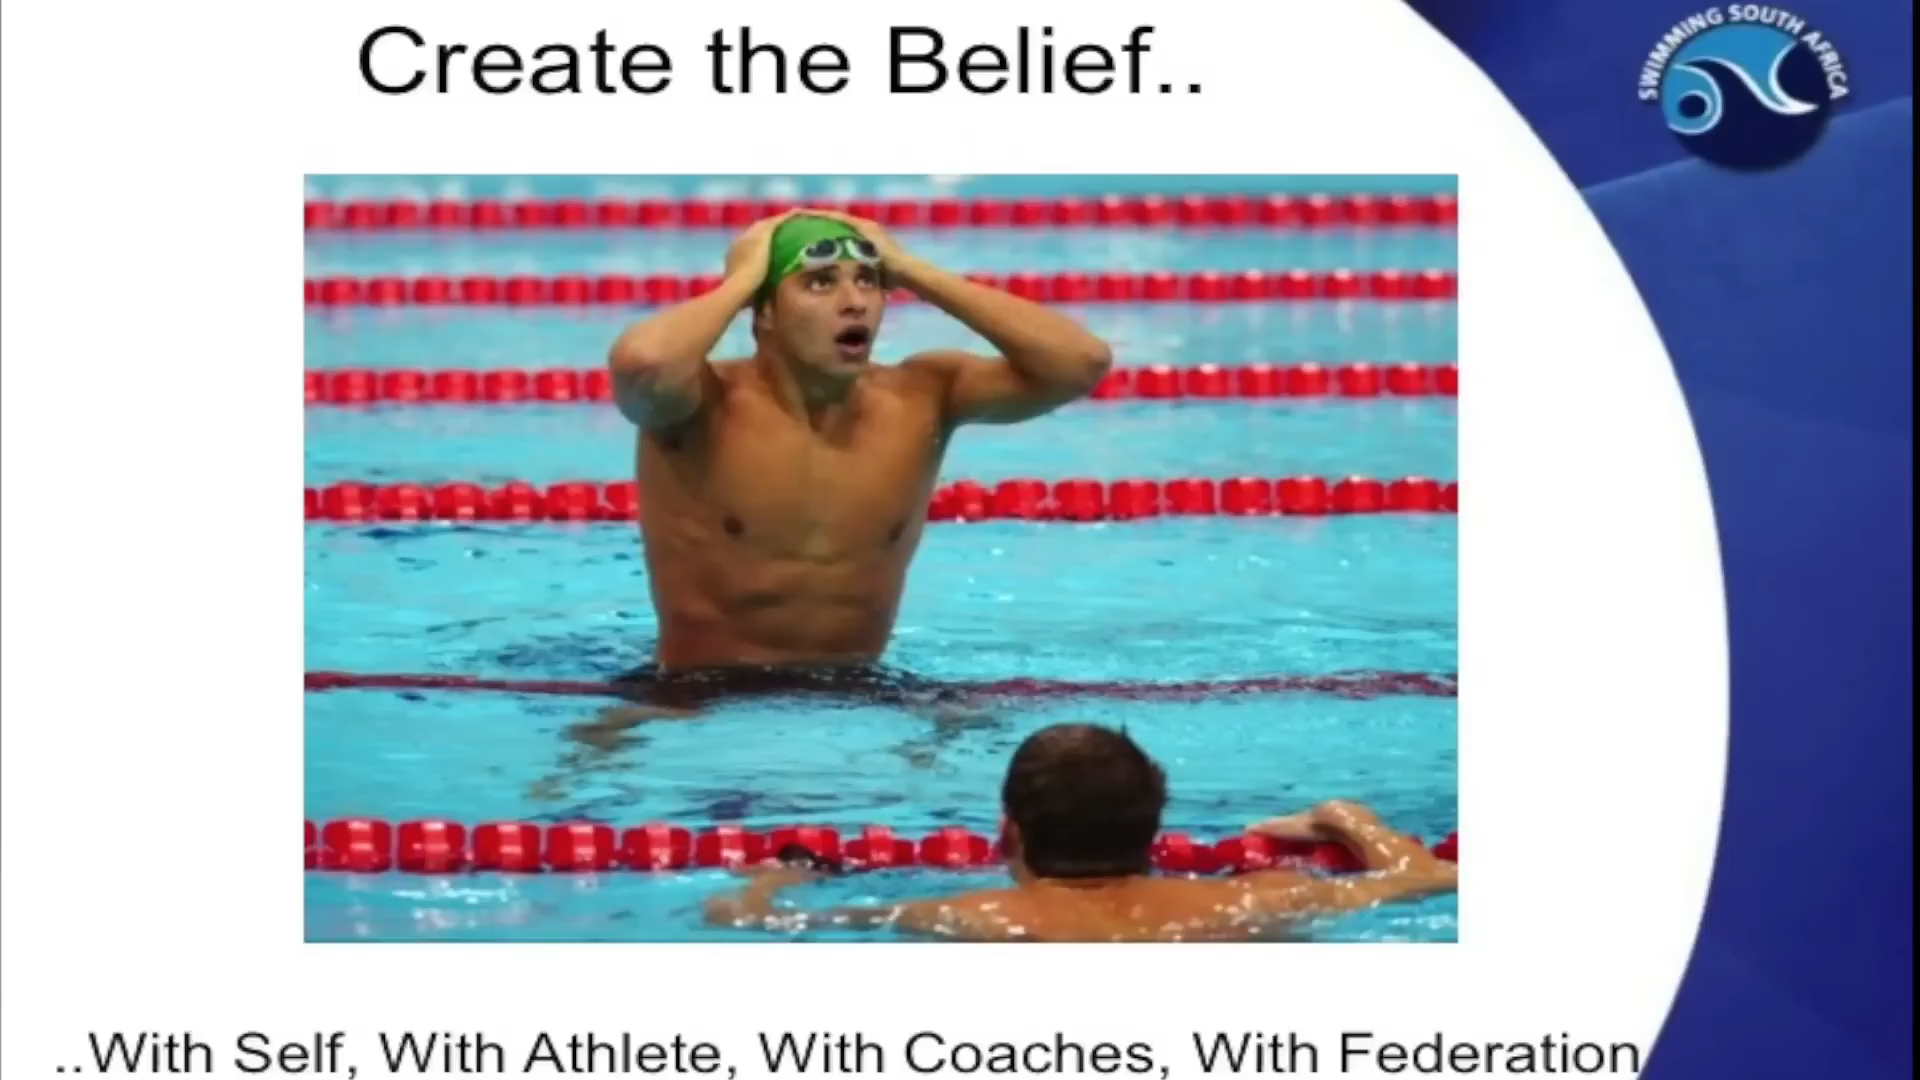 Create the Belief..
SWIMMING SOUTH AFRICA
..With Self, With Athlete, With Coaches, With Federation